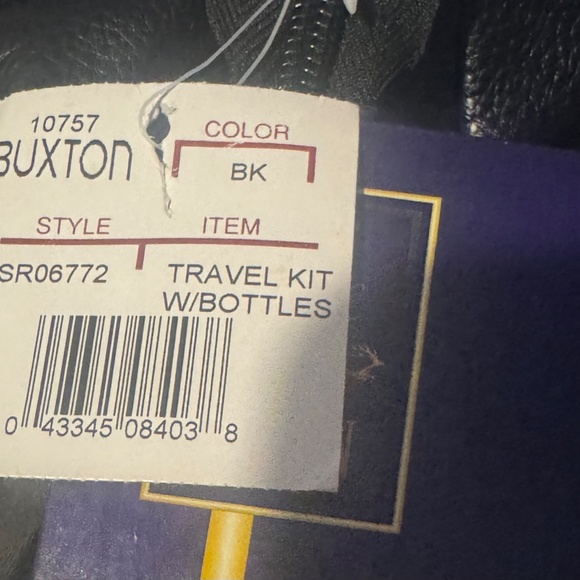 10757
BUXTON
COLOR
BK
STYLE ITEM
SR06772 TRAVEL KIT
W/BOTTLES
0 43345 08403 8